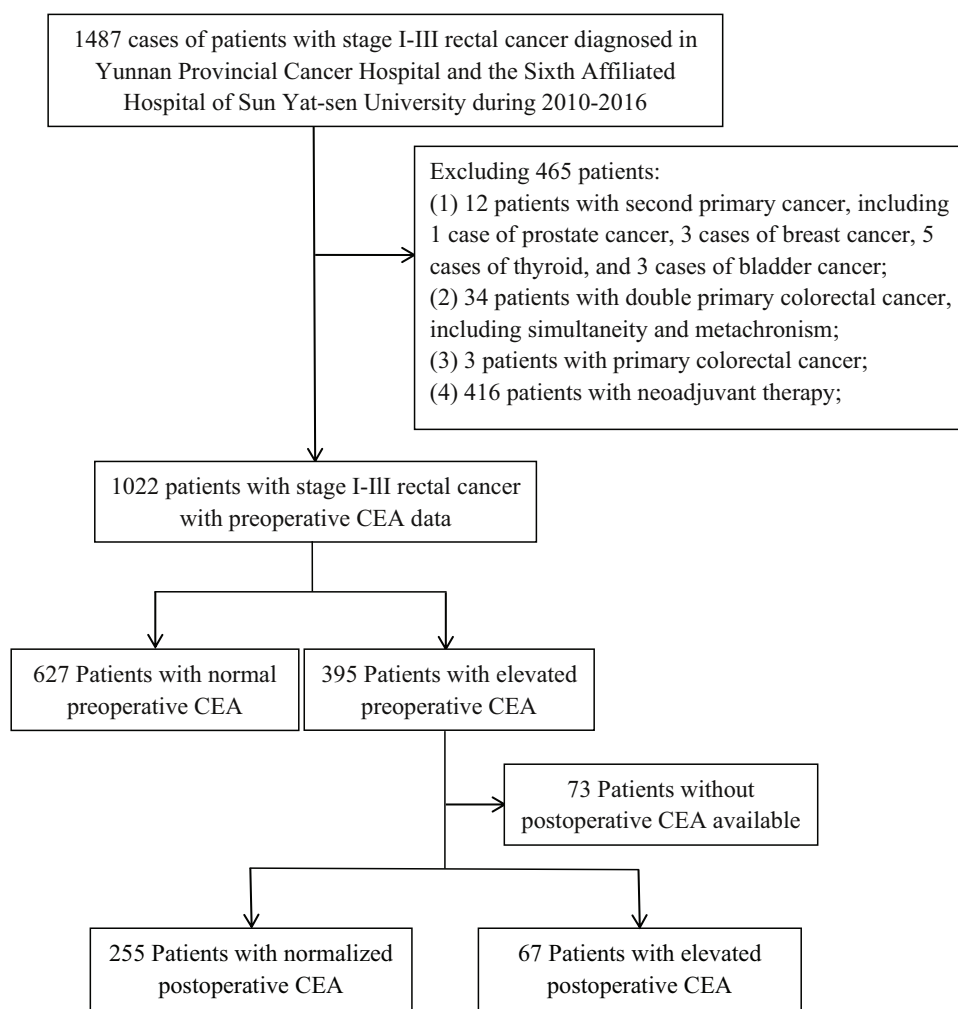 1487 cases of patients with stage I-III rectal cancer diagnosed in
Yunnan Provincial Cancer Hospital and the Sixth Affiliated
Hospital of Sun Yat-sen University during 2010-2016
Excluding 465 patients:
(1) 12 patients with second primary cancer, including
1 case of prostate cancer, 3 cases of breast cancer, 5
cases of thyroid, and 3 cases of bladder cancer;
(2) 34 patients with double primary colorectal cancer,
including simultaneity and metachronism;
(3) 3 patients with primary colorectal cancer;
(4) 416 patients with neoadjuvant therapy;
1022 patients with stage I-III rectal cancer
with preoperative CEA data
627 Patients with normal
preoperative CEA
395 Patients with elevated
preoperative CEA
73 Patients without
postoperative CEA available
255 Patients with normalized
postoperative CEA
67 Patients with elevated
postoperative CEA